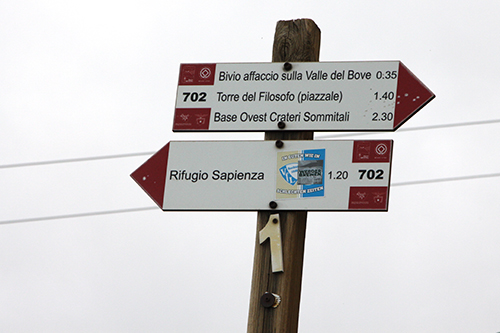 Bivio affaccio sulla Valle del Bove 0.35
702 Torre del Filosofo (piazzale) 1.40
Base Ovest Crateri Sommitali 2.30
Rifugio Sapienza 1.20 702
1